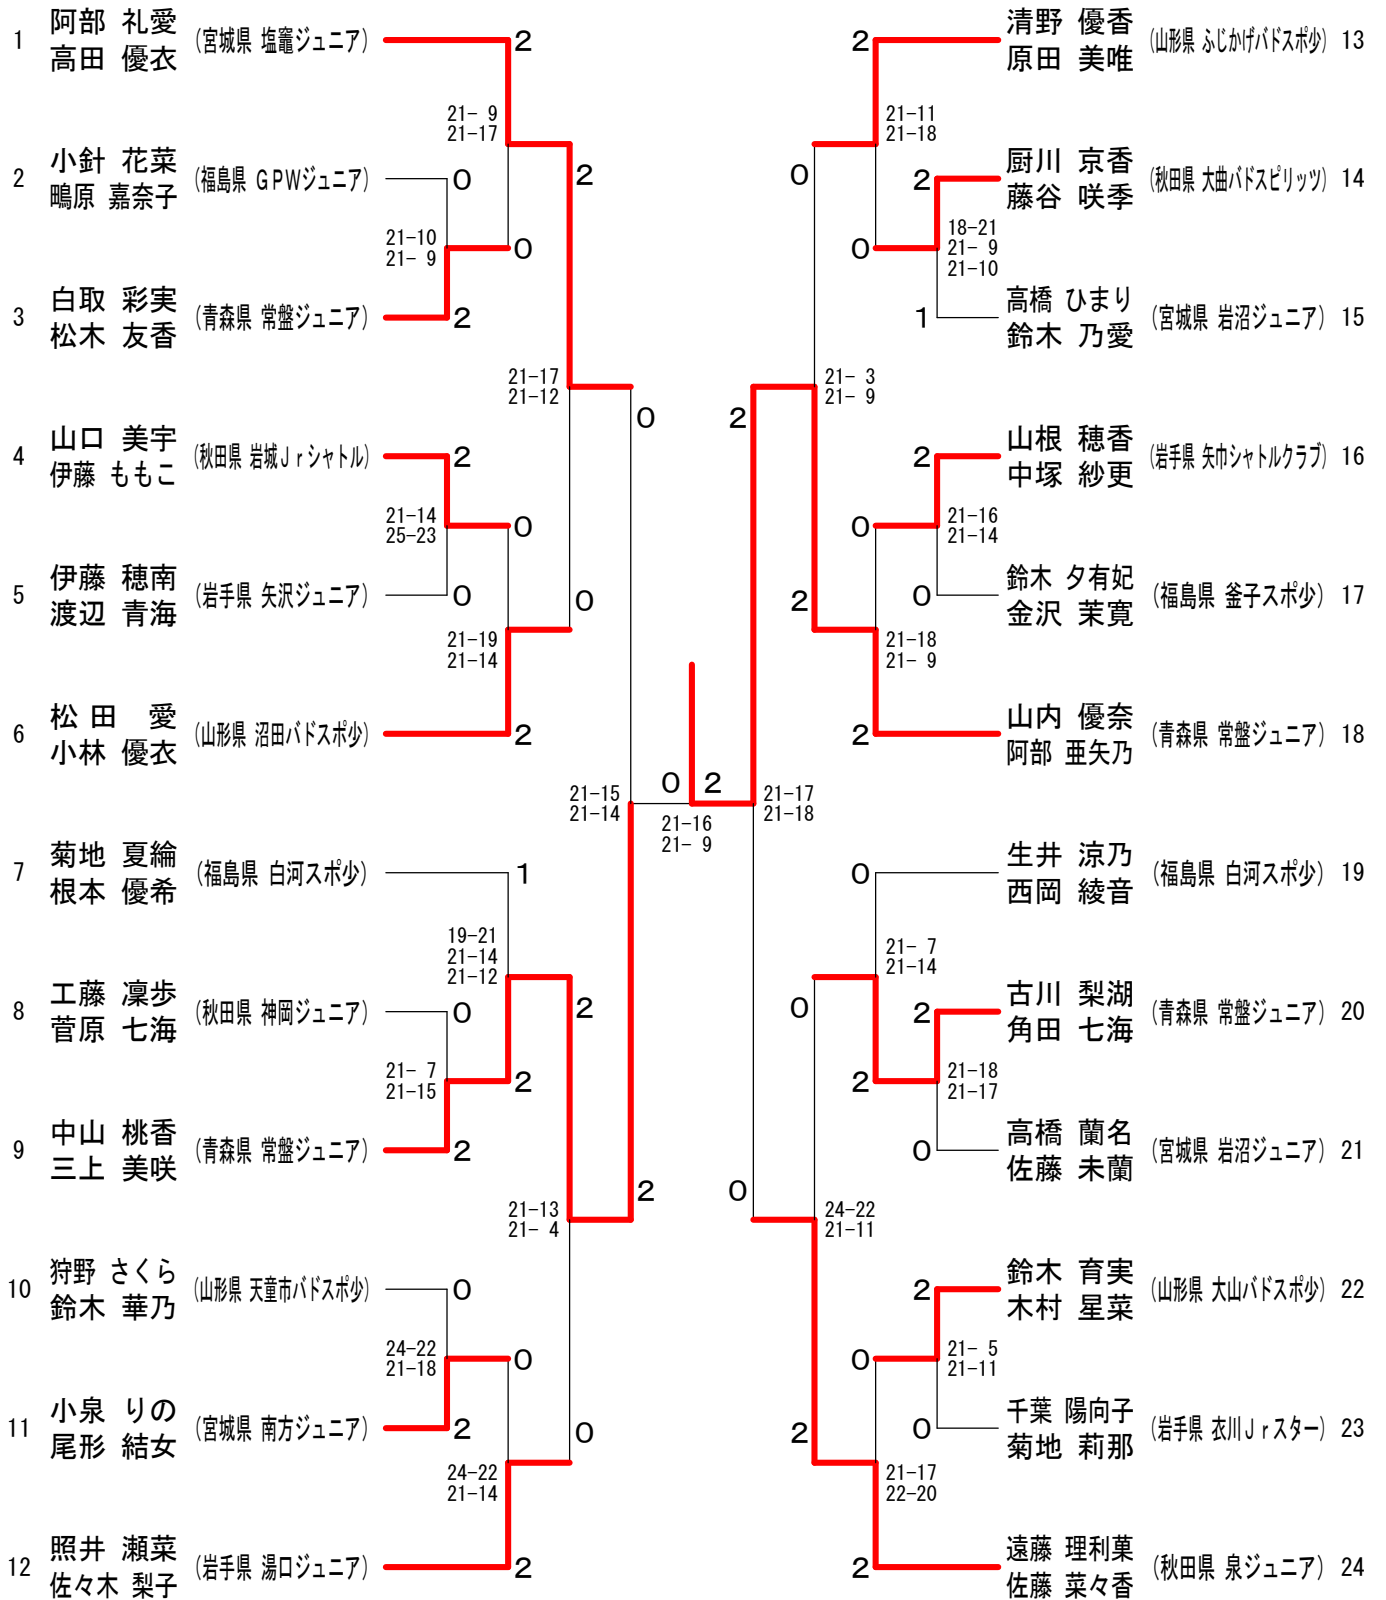 1 阿部 礼愛 (宮城県 塩竈ジュニア) 2
高田 優衣
21- 9
21-17
2 小針 花菜 (福島県 GPWジュニア) 0
鴫原 嘉奈子
2
21-10
21- 9
0
3 白取 彩実 (青森県 常盤ジュニア) 2
松木 友香
21-17
21-12
0
4 山口 美宇 (秋田県 岩城Jrシャトル) 2
伊藤 ももこ
21-14
25-23
0
5 伊藤 穂南 (岩手県 矢沢ジュニア) 0
渡辺 青海
0
21-19
21-14
6 松田 愛 (山形県 沼田バドスポ少) 2
小林 優衣
21-15
21-14
7 菊地 夏綸 (福島県 白河スポ少) 1
根本 優希
19-21
21-14
21-12
8 工藤 凜歩 (秋田県 神岡ジュニア) 0
菅原 七海
2
21- 7
21-15
2
9 中山 桃香 (青森県 常盤ジュニア) 2
三上 美咲
21-13
21- 4
2
10 狩野 さくら (山形県 天童市バドスポ少) 0
鈴木 華乃
24-22
21-18
0
11 小泉 りの (宮城県 南方ジュニア) 2
尾形 結女
0
24-22
21-14
12 照井 瀬菜 (岩手県 湯口ジュニア) 2
佐々木 梨子
0 2
21-16
21- 9
2 清野 優香 (山形県 ふじかげバドスポ少) 13
原田 美唯
21-11
21-18
0
2 厨川 京香 (秋田県 大曲バドスピリッツ) 14
藤谷 咲季
0
18-21
21- 9
21-10
1 高橋 ひまり (宮城県 岩沼ジュニア) 15
鈴木 乃愛
21- 3
21- 9
2
2 山根 穂香 (岩手県 矢巾シャトルクラブ) 16
中塚 紗更
0
21-16
21-14
2
0 鈴木 夕有妃 (福島県 釜子スポ少) 17
金沢 茉寛
21-18
21- 9
2 山内 優奈 (青森県 常盤ジュニア) 18
阿部 亜矢乃
21-17
21-18
0 生井 涼乃 (福島県 白河スポ少) 19
西岡 綾音
21- 7
21-14
0
2 古川 梨湖 (青森県 常盤ジュニア) 20
角田 七海
2
21-18
21-17
0 高橋 蘭名 (宮城県 岩沼ジュニア) 21
佐藤 未蘭
0
24-22
21-11
2 鈴木 育実 (山形県 大山バドスポ少) 22
木村 星菜
0
21- 5
21-11
2
0 千葉 陽向子 (岩手県 衣川Jrスター) 23
菊地 莉那
21-17
22-20
2 遠藤 理利菓 (秋田県 泉ジュニア) 24
佐藤 菜々香